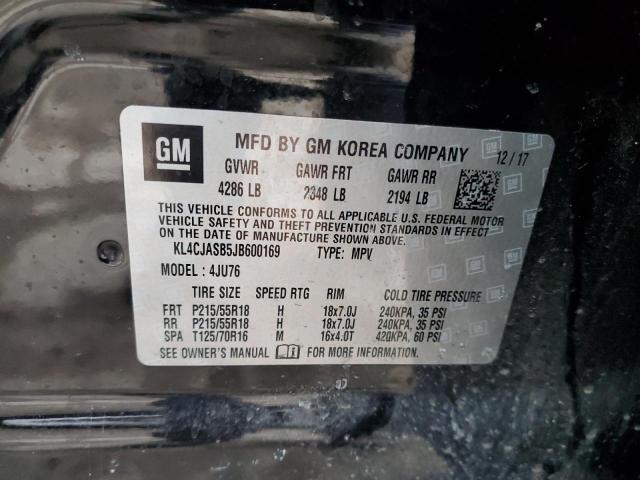 GM
MFD BY GM KOREA COMPANY 12/17
GVWR GAWR FRT GAWR RR
4286 LB 2348 LB 2194 LB
THIS VEHICLE CONFORMS TO ALL APPLICABLE U.S. FEDERAL MOTOR
VEHICLE SAFETY AND THEFT PREVENTION STANDARDS IN EFFECT ON THE
DATE OF MANUFACTURE SHOWN ABOVE.
KL4CJASB5JB600169 TYPE: MPV
MODEL : 4JU76
TIRE SIZE SPEED RTG RIM COLD TIRE PRESSURE
FRT P215/55R18 H 18x7.0J 240KPA, 35 PSI
RR P215/55R18 H 18x7.0J 240KPA, 35 PSI
SPA T125/70R16 M 16x4.0T 420KPA, 60 PSI
SEE OWNER'S MANUAL FOR MORE INFORMATION.